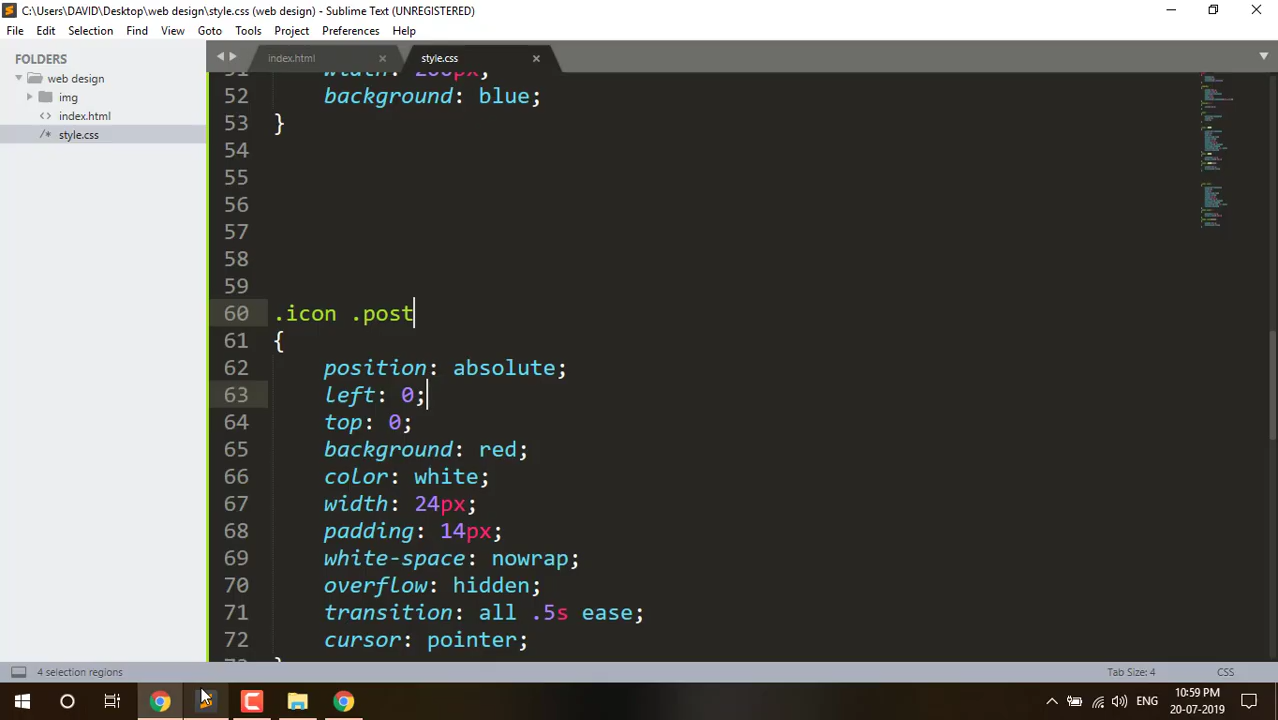 C:\Users\DAVID\Desktop\web design\style.css (web design) - Sublime Text (UNREGISTERED)
File Edit Selection Find View Goto Tools Project Preferences Help
FOLDERS
web design
img
index.html
style.css
index.html
style.css
51 width: 200px;
52 background: blue;
53 }
54
55
56
57
58
59
60 .icon .post
61 {
62 position: absolute;
63 left: 0;
64 top: 0;
65 background: red;
66 color: white;
67 width: 24px;
68 padding: 14px;
69 white-space: nowrap;
70 overflow: hidden;
71 transition: all .5s ease;
72 cursor: pointer;
73 }
4 selection regions
Tab Size: 4
CSS
ENG
10:59 PM
20-07-2019